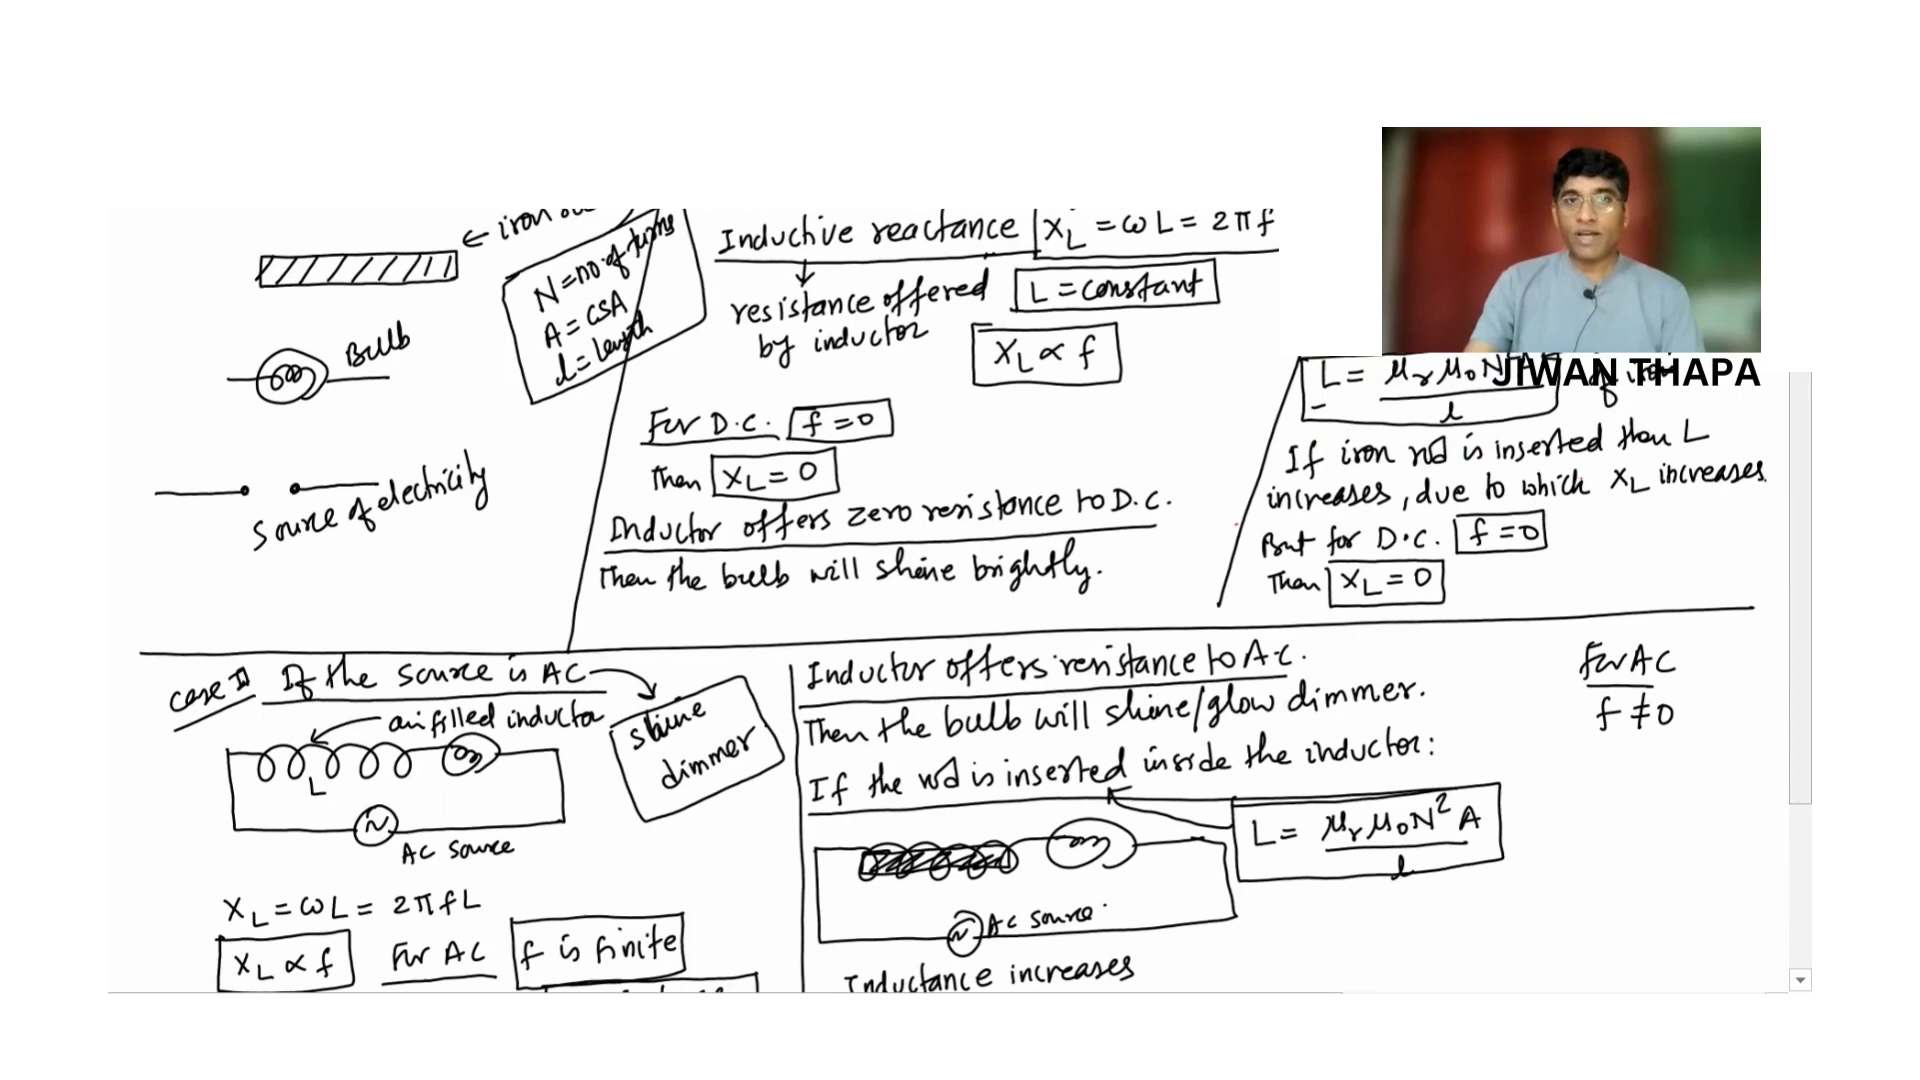 ← iron
N = no. of turns
A = CSA
l = length
Bulb
Source of electricity
Inductive reactance X_L = ωL = 2πf
resistance offered
by inductor
L = constant
X_L ∝ f
For D.C. f = 0
Then X_L = 0
Inductor offers zero resistance to D.C.
Then the bulb will shine brightly.
JIWAN THAPA
L = μ_r μ_0 N
l
If iron rod is inserted then L
increases, due to which X_L increases.
But for D.C. f = 0
Then X_L = 0
Case II If the source is AC
air filled inductor
shine
dimmer
L
AC source
X_L = ωL = 2πfL
X_L ∝ f For AC f is finite
Inductor offers resistance to A.C.
Then the bulb will shine/glow dimmer.
If the rod is inserted inside the inductor:
For AC
f ≠ 0
L = μ_r μ_0 N² A
l
AC source
Inductance increases